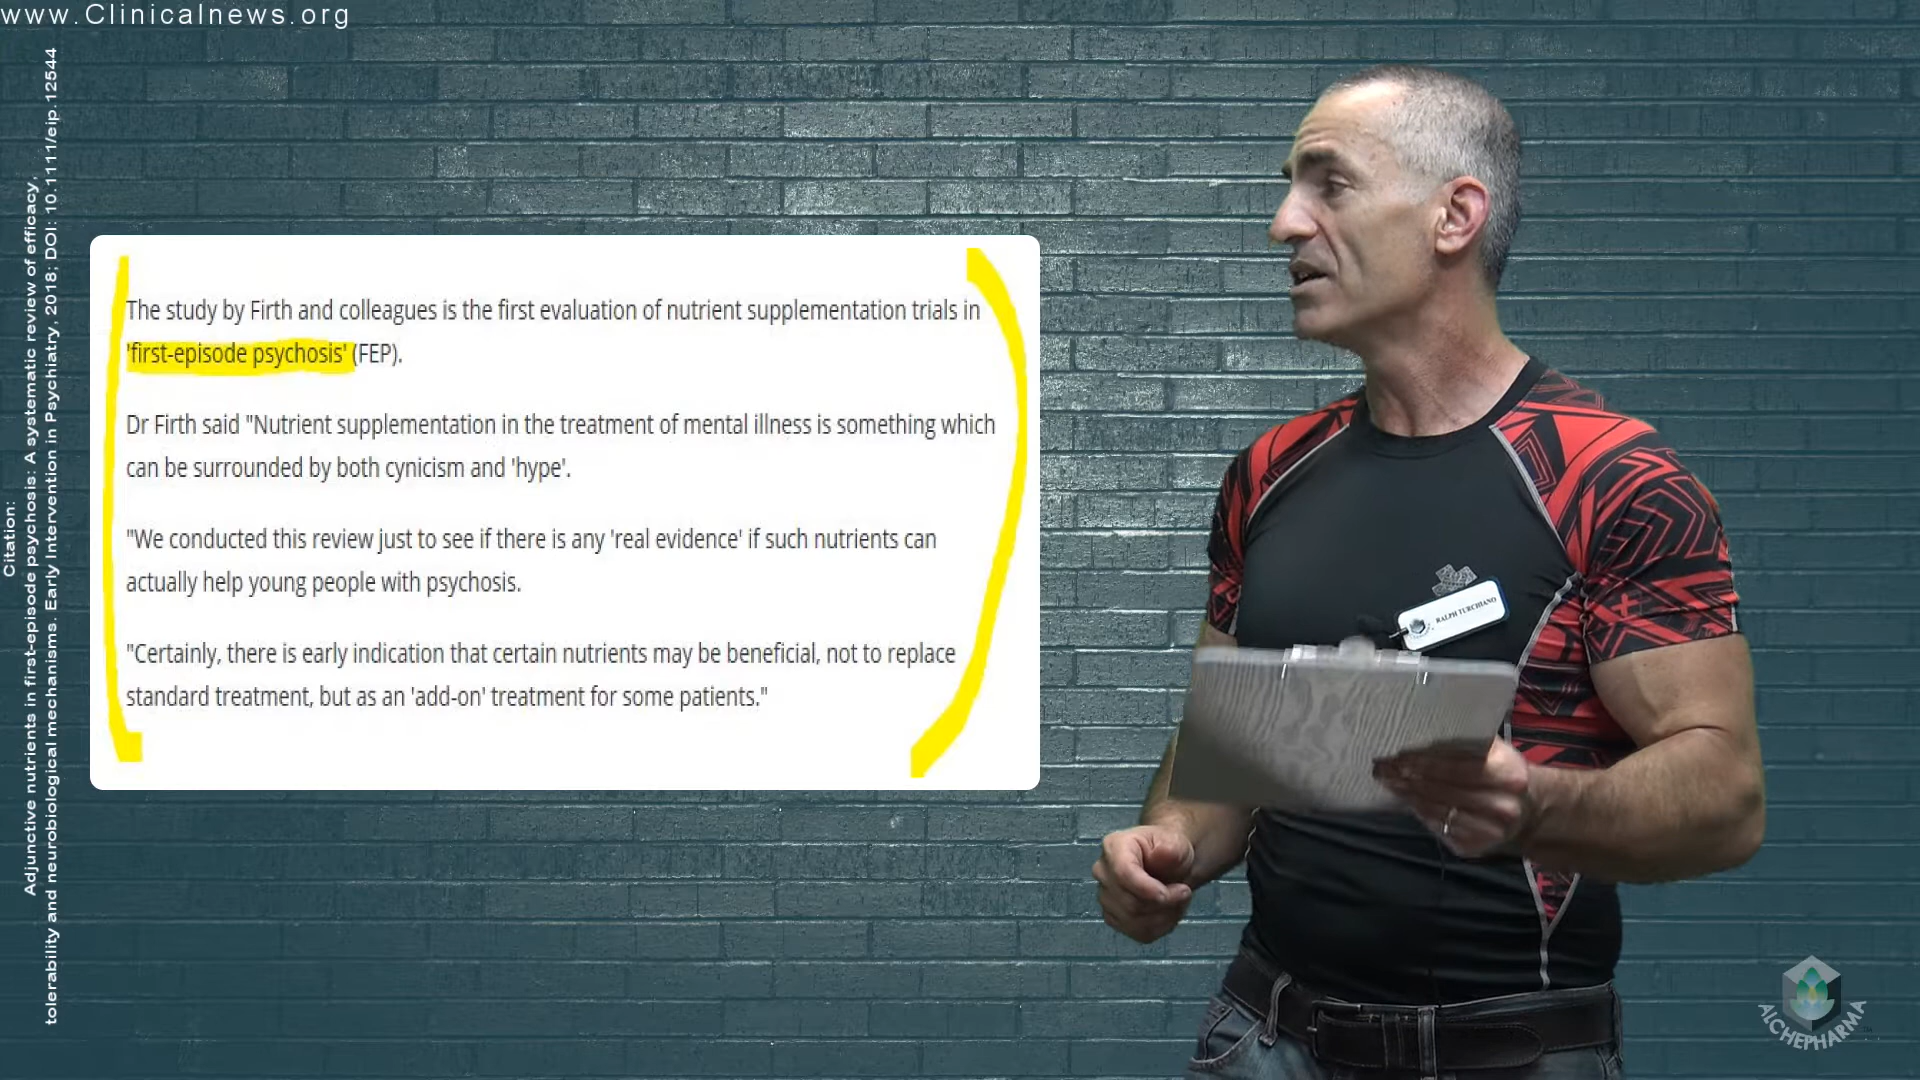 www.Clinicalnews.org
Citation:
Adjunctive nutrients in first-episode psychosis: A systematic review of efficacy,
tolerability and neurobiological mechanisms. Early Intervention in Psychiatry, 2018; DOI: 10.1111/eip.12544
The study by Firth and colleagues is the first evaluation of nutrient supplementation trials in
'first-episode psychosis' (FEP).
Dr Firth said "Nutrient supplementation in the treatment of mental illness is something which
can be surrounded by both cynicism and 'hype'.
"We conducted this review just to see if there is any 'real evidence' if such nutrients can
actually help young people with psychosis.
"Certainly, there is early indication that certain nutrients may be beneficial, not to replace
standard treatment, but as an 'add-on' treatment for some patients."
RALPH TURCHIANO
ALCHEPHARMA